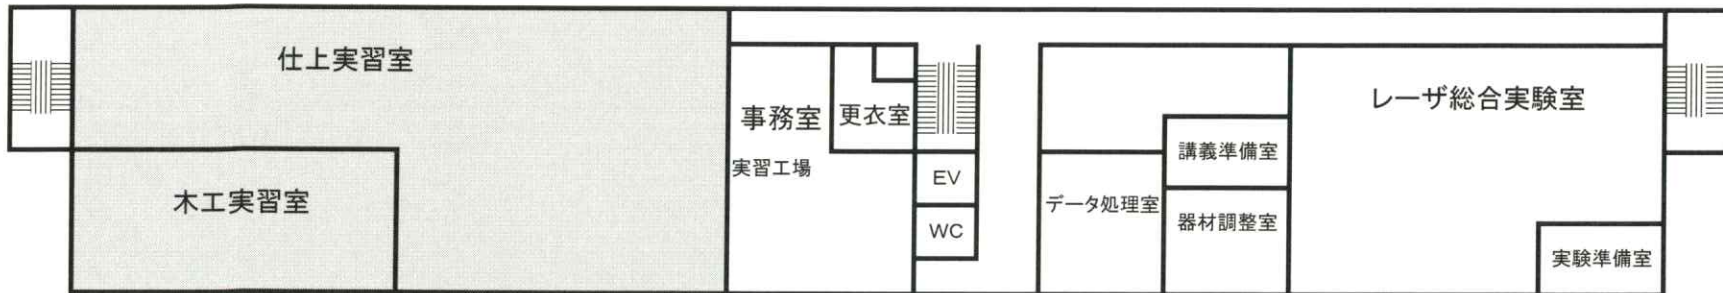 仕上実習室
木工実習室
事務室
実習工場
更衣室
EV
WC
データ処理室
講義準備室
器材調整室
レーザ総合実験室
実験準備室